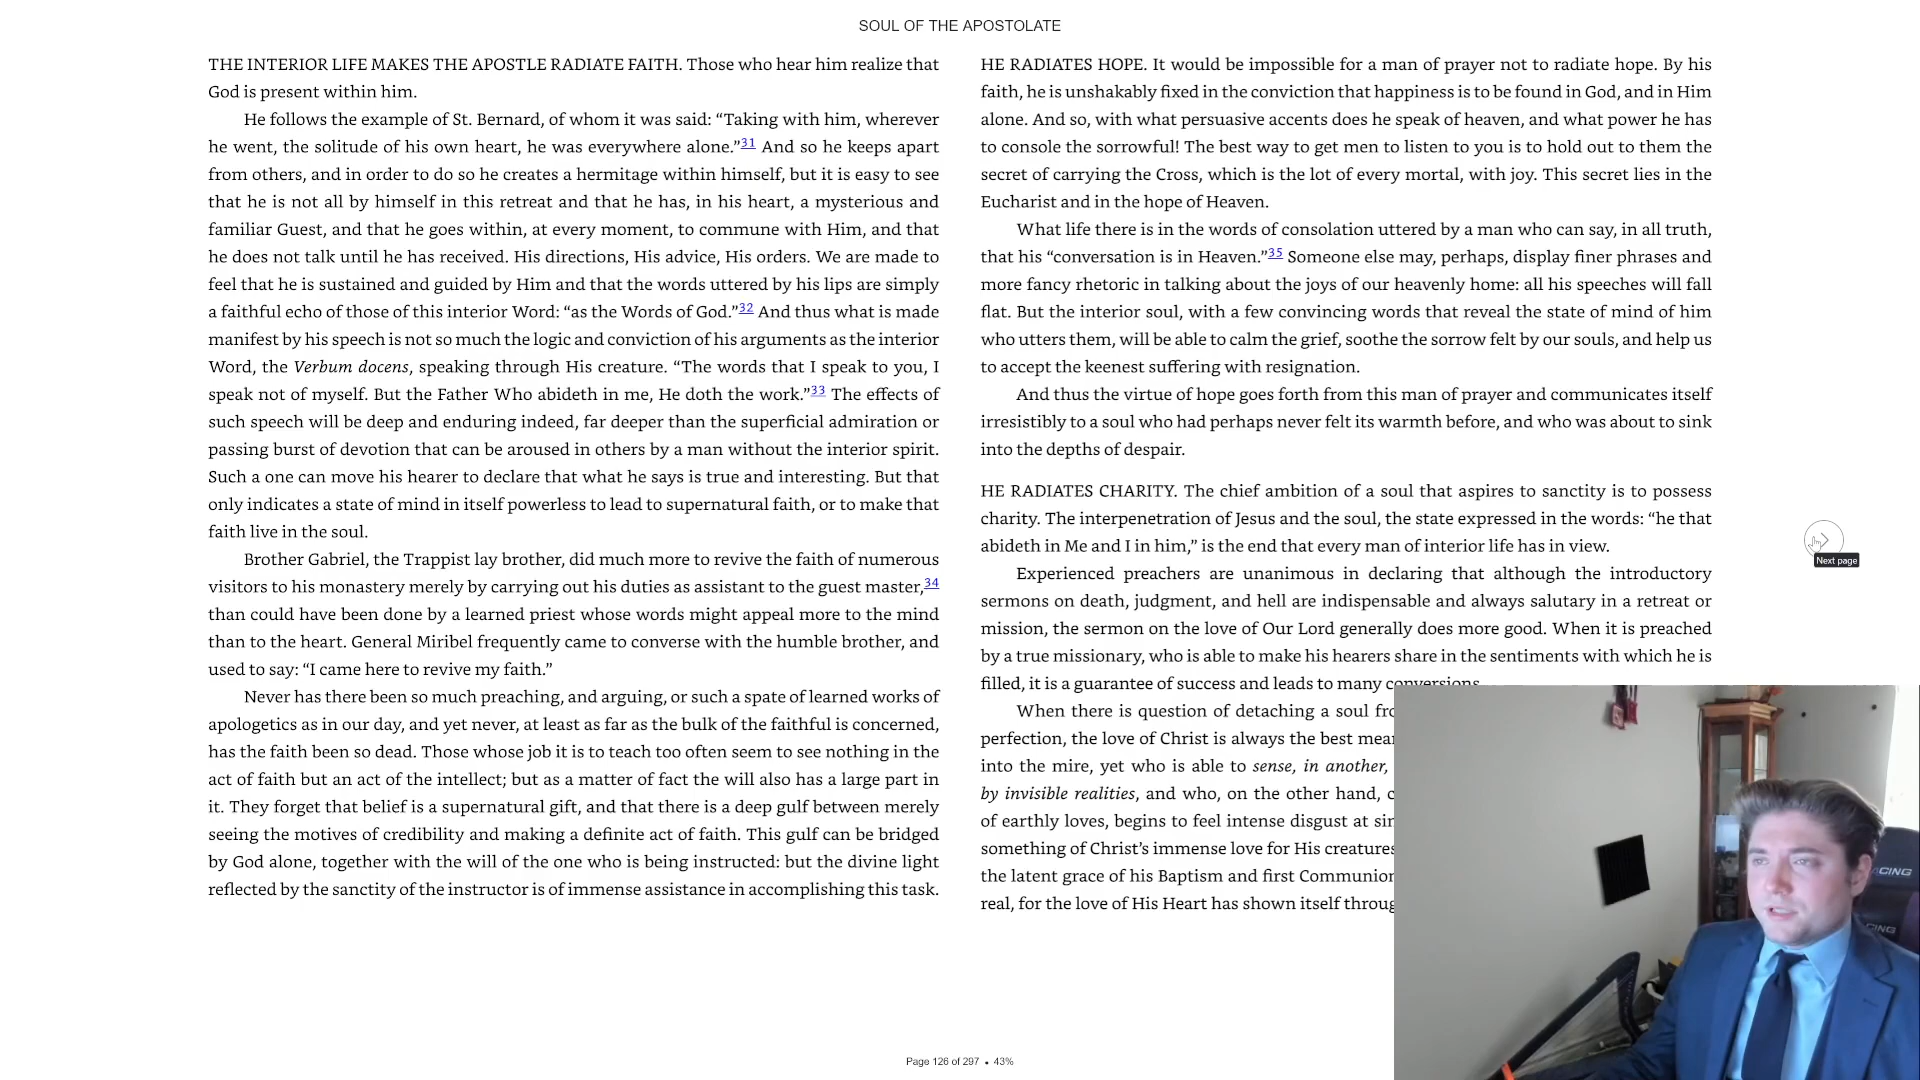 SOUL OF THE APOSTOLATE
THE INTERIOR LIFE MAKES THE APOSTLE RADIATE FAITH. Those who hear him realize that
God is present within him.
He follows the example of St. Bernard, of whom it was said: “Taking with him, wherever
he went, the solitude of his own heart, he was everywhere alone.”31 And so he keeps apart
from others, and in order to do so he creates a hermitage within himself, but it is easy to see
that he is not all by himself in this retreat and that he has, in his heart, a mysterious and
familiar Guest, and that he goes within, at every moment, to commune with Him, and that
he does not talk until he has received. His directions, His advice, His orders. We are made to
feel that he is sustained and guided by Him and that the words uttered by his lips are simply
a faithful echo of those of this interior Word: “as the Words of God.”32 And thus what is made
manifest by his speech is not so much the logic and conviction of his arguments as the interior
Word, the Verbum docens, speaking through His creature. “The words that I speak to you, I
speak not of myself. But the Father Who abideth in me, He doth the work.”33 The effects of
such speech will be deep and enduring indeed, far deeper than the superficial admiration or
passing burst of devotion that can be aroused in others by a man without the interior spirit.
Such a one can move his hearer to declare that what he says is true and interesting. But that
only indicates a state of mind in itself powerless to lead to supernatural faith, or to make that
faith live in the soul.
Brother Gabriel, the Trappist lay brother, did much more to revive the faith of numerous
visitors to his monastery merely by carrying out his duties as assistant to the guest master,34
than could have been done by a learned priest whose words might appeal more to the mind
than to the heart. General Miribel frequently came to converse with the humble brother, and
used to say: “I came here to revive my faith.”
Never has there been so much preaching, and arguing, or such a spate of learned works of
apologetics as in our day, and yet never, at least as far as the bulk of the faithful is concerned,
has the faith been so dead. Those whose job it is to teach too often seem to see nothing in the
act of faith but an act of the intellect; but as a matter of fact the will also has a large part in
it. They forget that belief is a supernatural gift, and that there is a deep gulf between merely
seeing the motives of credibility and making a definite act of faith. This gulf can be bridged
by God alone, together with the will of the one who is being instructed: but the divine light
reflected by the sanctity of the instructor is of immense assistance in accomplishing this task.
HE RADIATES HOPE. It would be impossible for a man of prayer not to radiate hope. By his
faith, he is unshakably fixed in the conviction that happiness is to be found in God, and in Him
alone. And so, with what persuasive accents does he speak of heaven, and what power he has
to console the sorrowful! The best way to get men to listen to you is to hold out to them the
secret of carrying the Cross, which is the lot of every mortal, with joy. This secret lies in the
Eucharist and in the hope of Heaven.
What life there is in the words of consolation uttered by a man who can say, in all truth,
that his “conversation is in Heaven.”35 Someone else may, perhaps, display finer phrases and
more fancy rhetoric in talking about the joys of our heavenly home: all his speeches will fall
flat. But the interior soul, with a few convincing words that reveal the state of mind of him
who utters them, will be able to calm the grief, soothe the sorrow felt by our souls, and help us
to accept the keenest suffering with resignation.
And thus the virtue of hope goes forth from this man of prayer and communicates itself
irresistibly to a soul who had perhaps never felt its warmth before, and who was about to sink
into the depths of despair.
HE RADIATES CHARITY. The chief ambition of a soul that aspires to sanctity is to possess
charity. The interpenetration of Jesus and the soul, the state expressed in the words: “he that
abideth in Me and I in him,” is the end that every man of interior life has in view.
Experienced preachers are unanimous in declaring that although the introductory
sermons on death, judgment, and hell are indispensable and always salutary in a retreat or
mission, the sermon on the love of Our Lord generally does more good. When it is preached
by a true missionary, who is able to make his hearers share in the sentiments with which he is
filled, it is a guarantee of success and leads to many conversions.
When there is question of detaching a soul
perfection, the love of Christ is always the best
into the mire, yet who is able to sense, in another,
by invisible realities, and who, on the other hand,
of earthly loves, begins to feel intense disgust at
something of Christ’s immense love for His creatures
the latent grace of his Baptism and first Communion
real, for the love of His Heart has shown itself
Next page
CING
CING
Page 126 of 297 • 43%